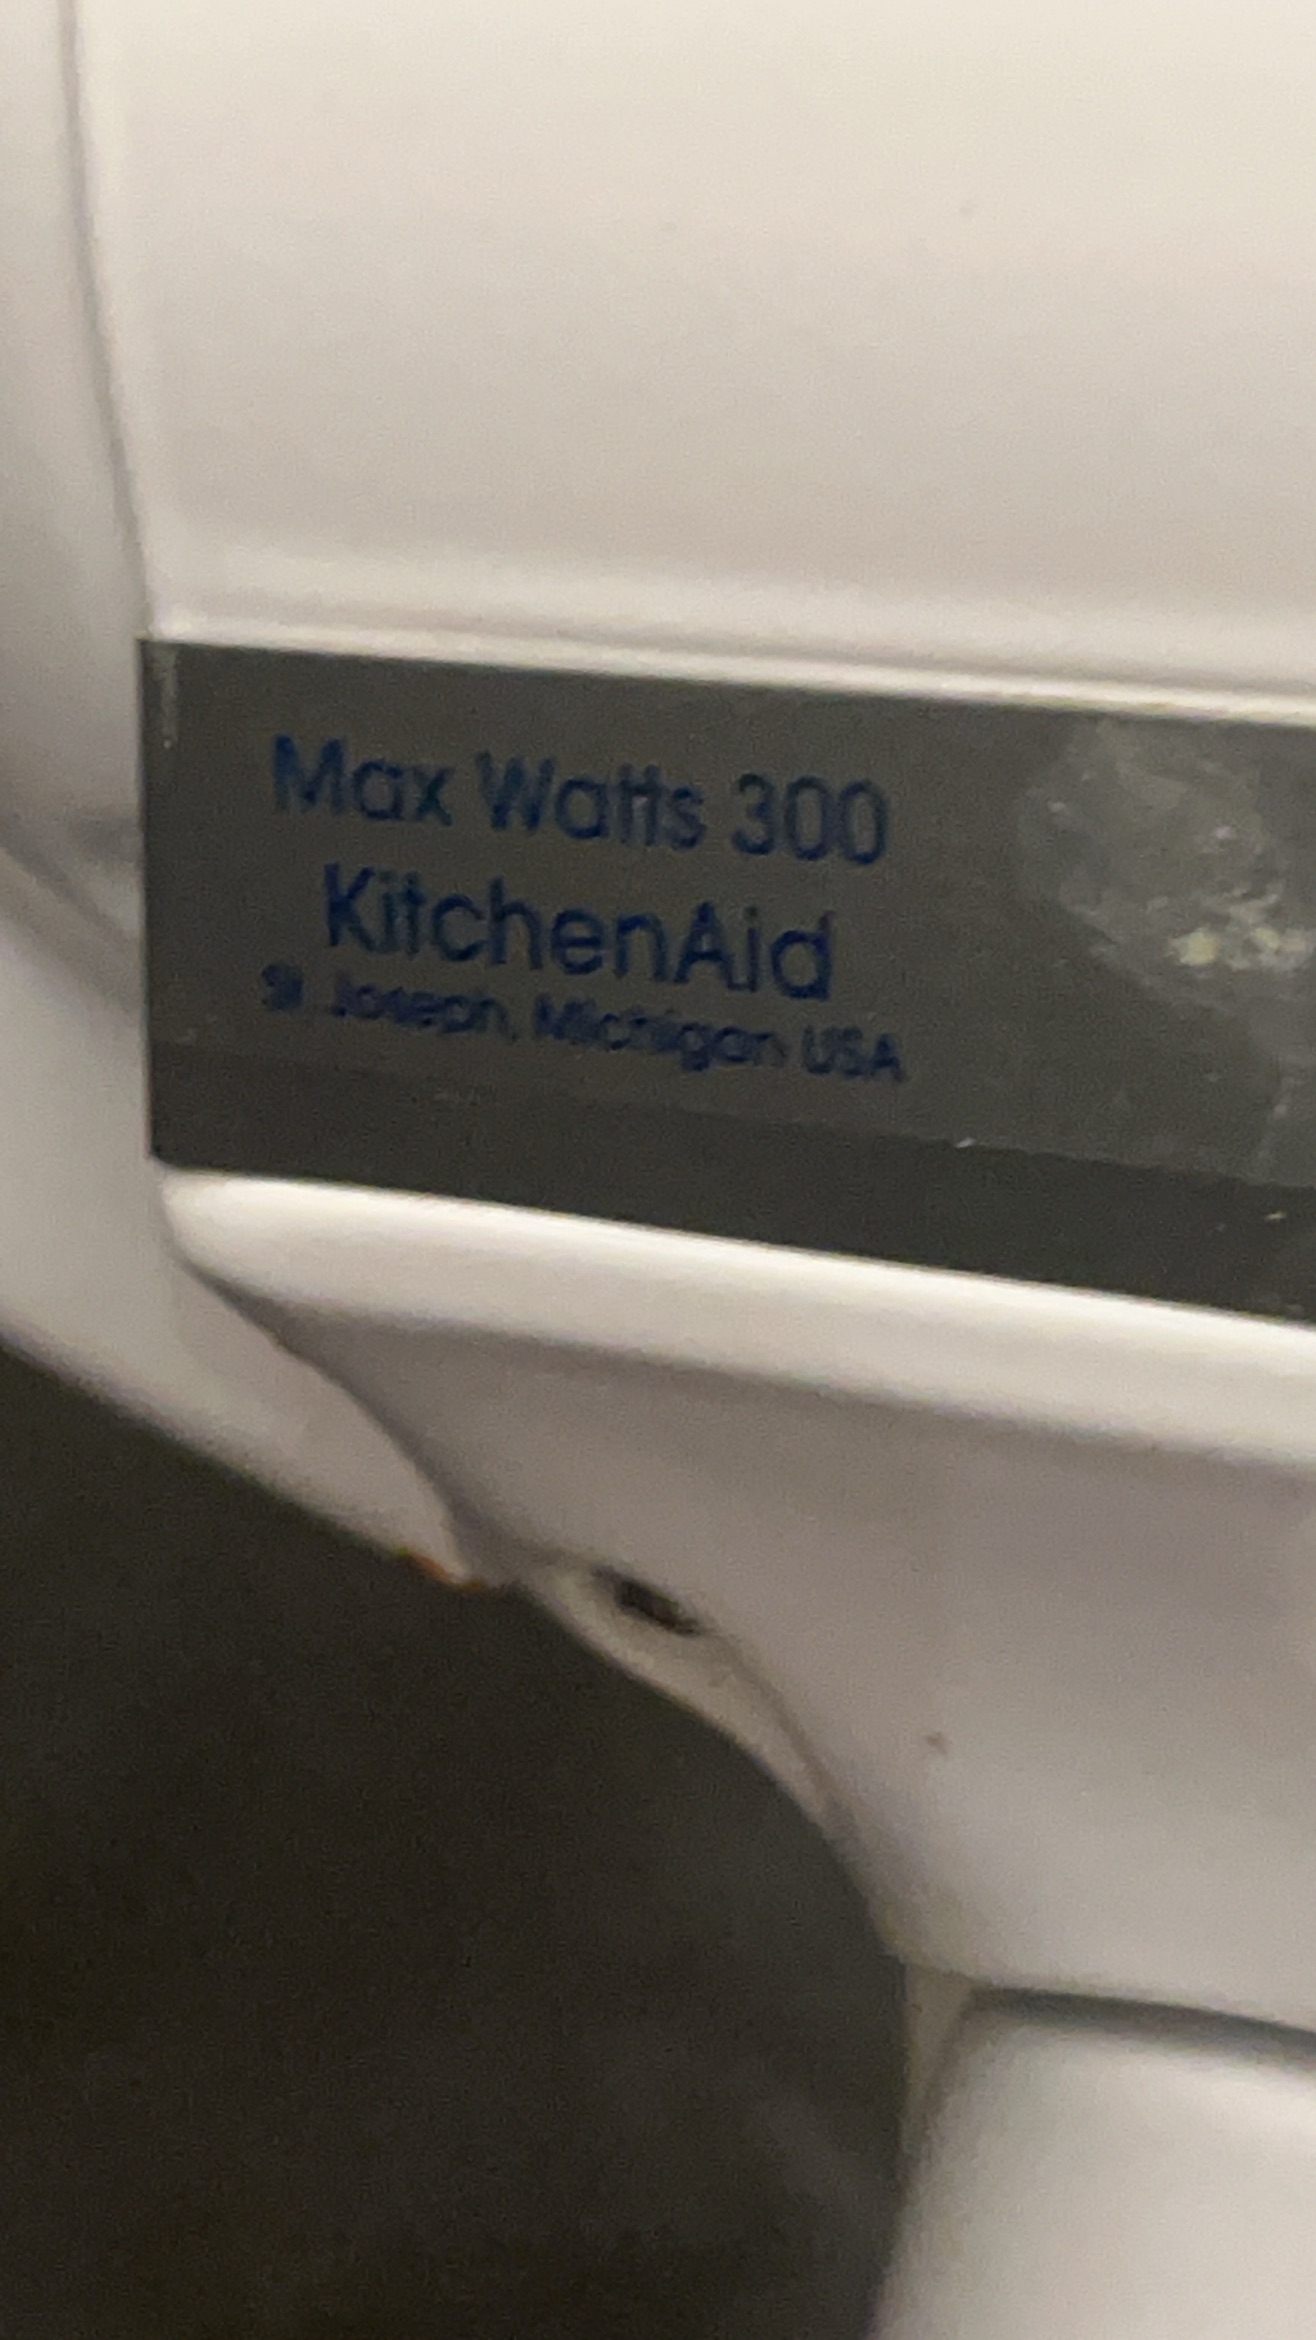 Max Watts 300
KitchenAid
St. Joseph, Michigan USA